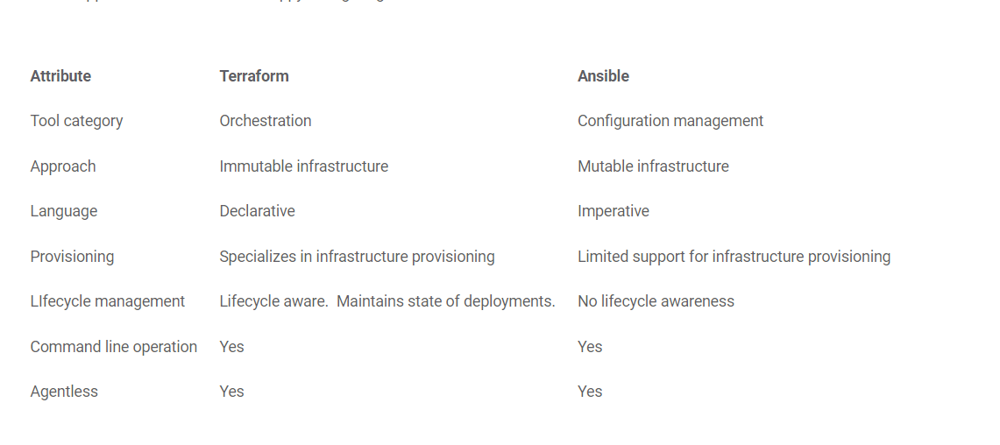 Attribute Terraform Ansible
Tool category Orchestration Configuration management
Approach Immutable infrastructure Mutable infrastructure
Language Declarative Imperative
Provisioning Specializes in infrastructure provisioning Limited support for infrastructure provisioning
LIfecycle management Lifecycle aware.  Maintains state of deployments. No lifecycle awareness
Command line operation Yes Yes
Agentless Yes Yes